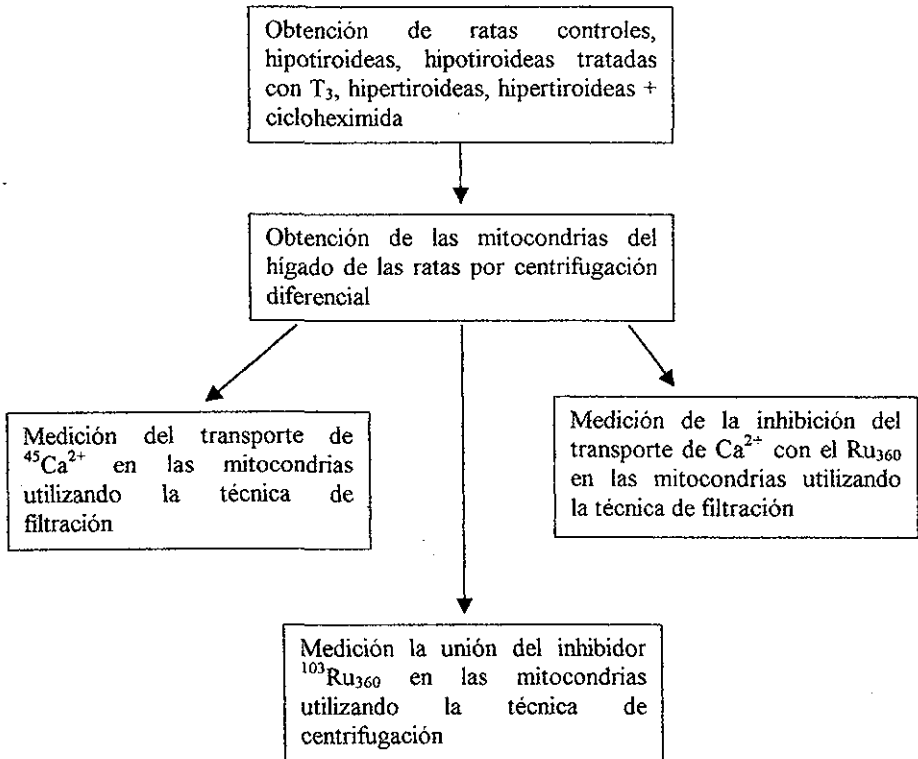 Obtención de ratas controles,
hipotiroideas, hipotiroideas tratadas
con T₃, hipertiroideas, hipertiroideas +
cicloheximida
Obtención de las mitocondrias del
hígado de las ratas por centrifugación
diferencial
Medición del transporte de
⁴⁵Ca²⁺ en las mitocondrias
utilizando la técnica de
filtración
Medición de la inhibición del
transporte de Ca²⁺ con el Ru₃₆₀
en las mitocondrias utilizando
la técnica de filtración
Medición la unión del inhibidor
¹⁰³Ru₃₆₀ en las mitocondrias
utilizando la técnica de
centrifugación